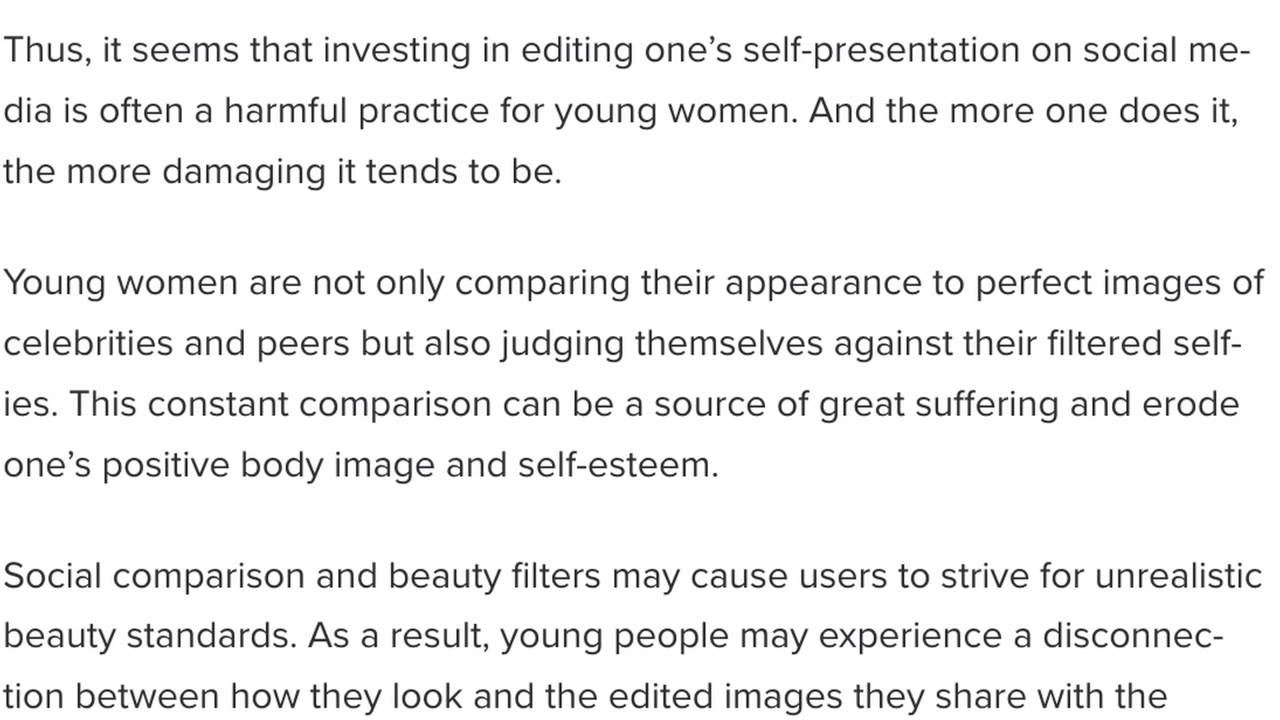 Thus, it seems that investing in editing one’s self-presentation on social me-
dia is often a harmful practice for young women. And the more one does it,
the more damaging it tends to be.
Young women are not only comparing their appearance to perfect images of
celebrities and peers but also judging themselves against their filtered self-
ies. This constant comparison can be a source of great suffering and erode
one’s positive body image and self-esteem.
Social comparison and beauty filters may cause users to strive for unrealistic
beauty standards. As a result, young people may experience a disconnec-
tion between how they look and the edited images they share with the